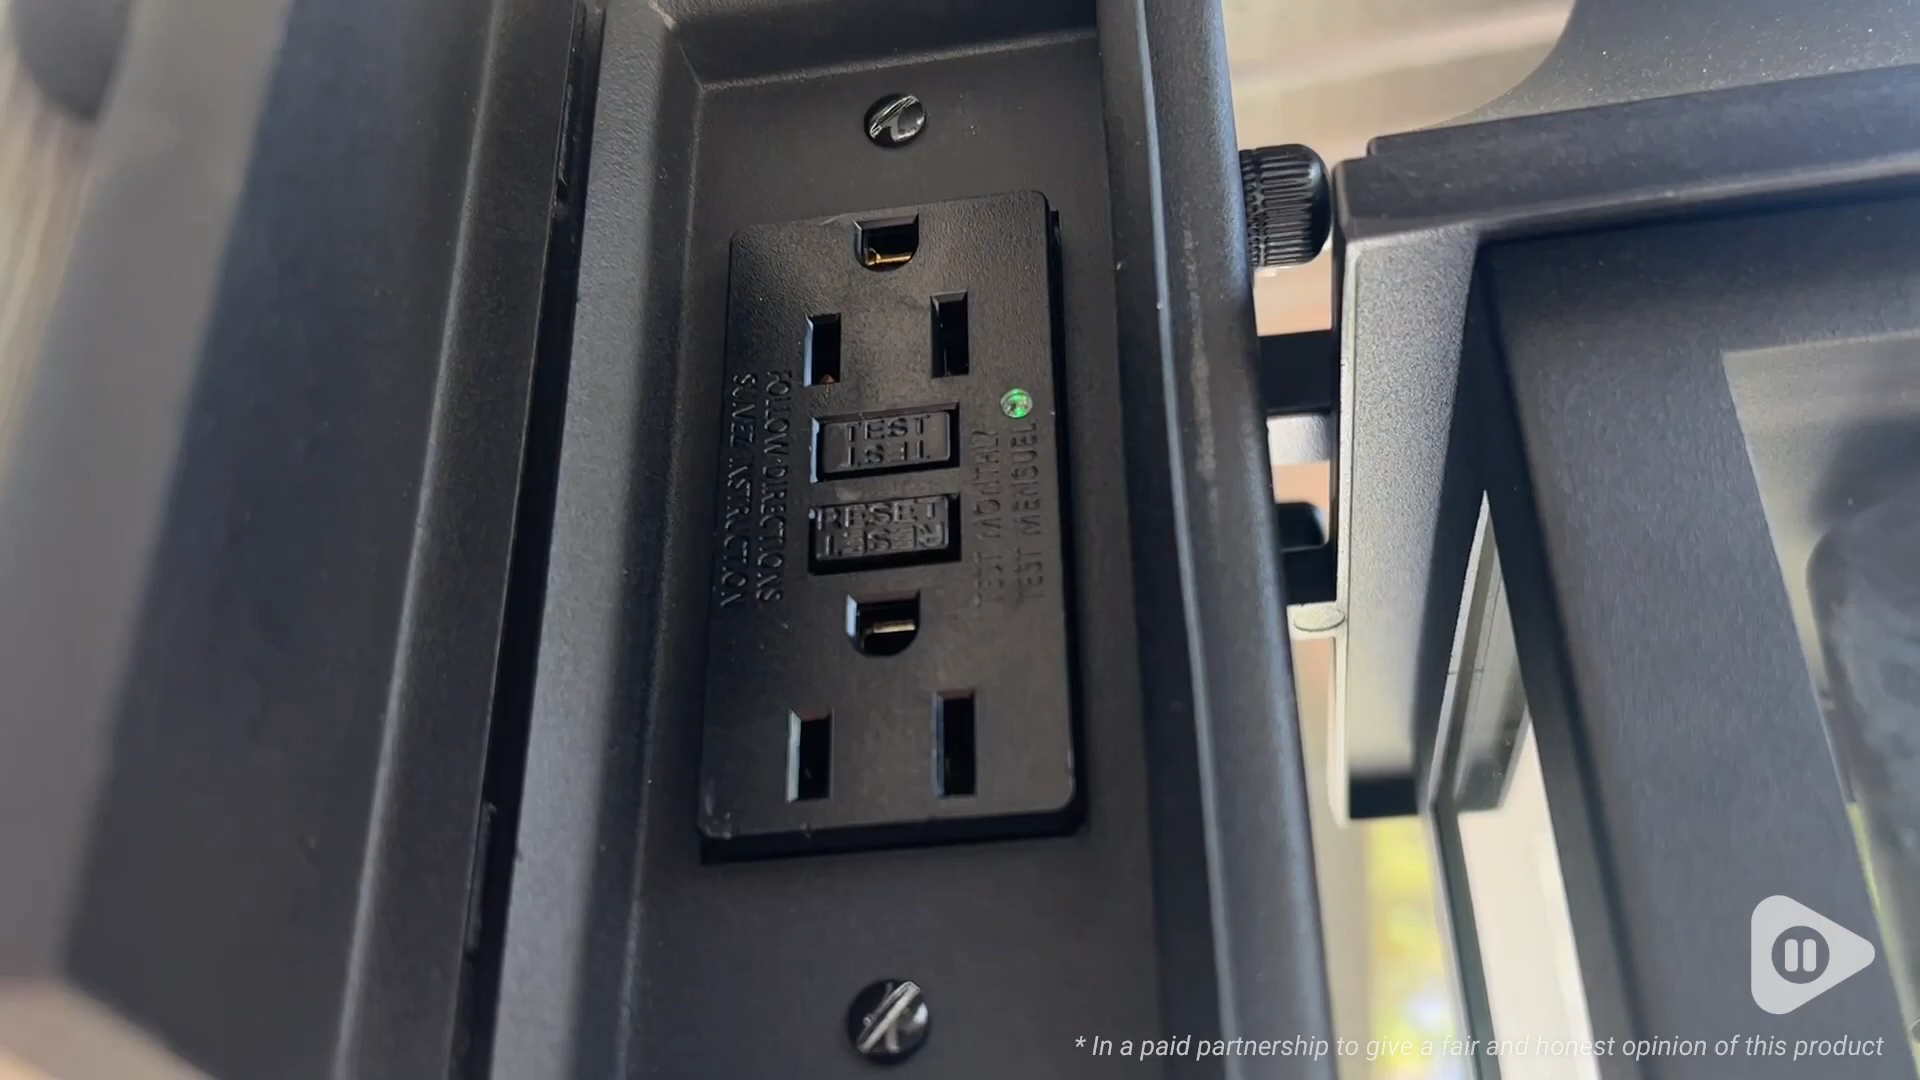 TEST
RESET
FOLLOW DIRECTIONS
SUIVEZ INSTRUCTION
TEST MONTHLY
TEST MENSUEL
* In a paid partnership to give a fair and honest opinion of this product